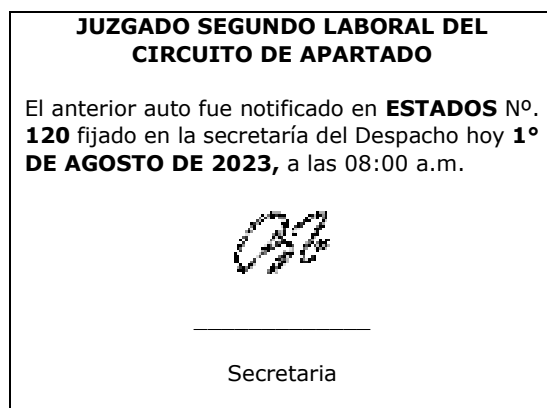 JUZGADO SEGUNDO LABORAL DEL
CIRCUITO DE APARTADO
El anterior auto fue notificado en ESTADOS Nº.
120 fijado en la secretaría del Despacho hoy 1°
DE AGOSTO DE 2023, a las 08:00 a.m.
Secretaria